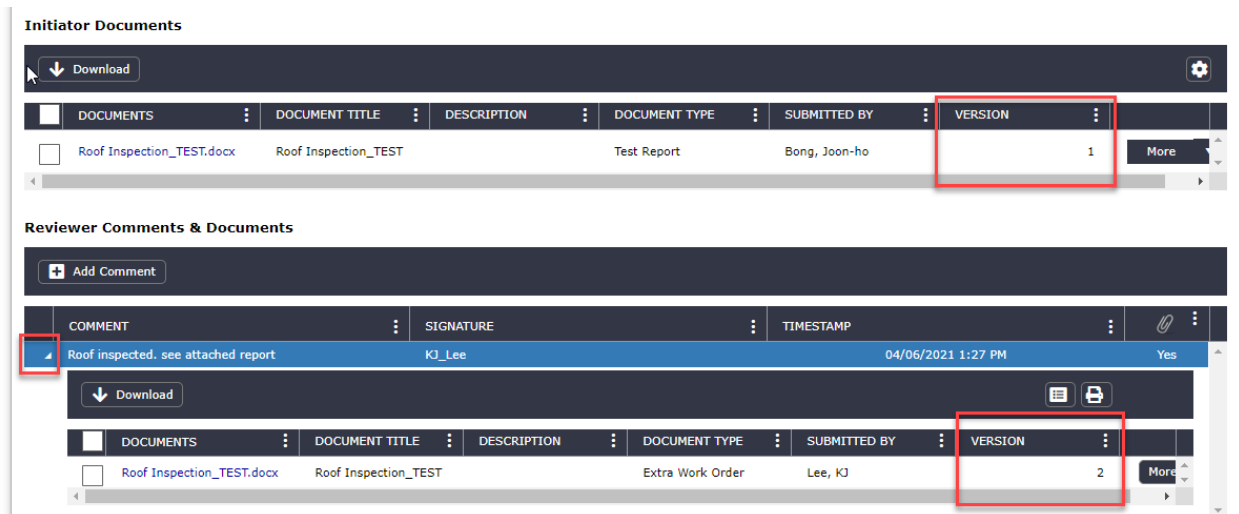 Initiator Documents
Download
DOCUMENTS DOCUMENT TITLE DESCRIPTION DOCUMENT TYPE SUBMITTED BY VERSION
Roof Inspection_TEST.docx Roof Inspection_TEST Test Report Bong, Joon-ho 1 More
Reviewer Comments & Documents
Add Comment
COMMENT SIGNATURE TIMESTAMP
Roof inspected. see attached report KJ_Lee 04/06/2021 1:27 PM Yes
Download
DOCUMENTS DOCUMENT TITLE DESCRIPTION DOCUMENT TYPE SUBMITTED BY VERSION
Roof Inspection_TEST.docx Roof Inspection_TEST Extra Work Order Lee, KJ 2 More